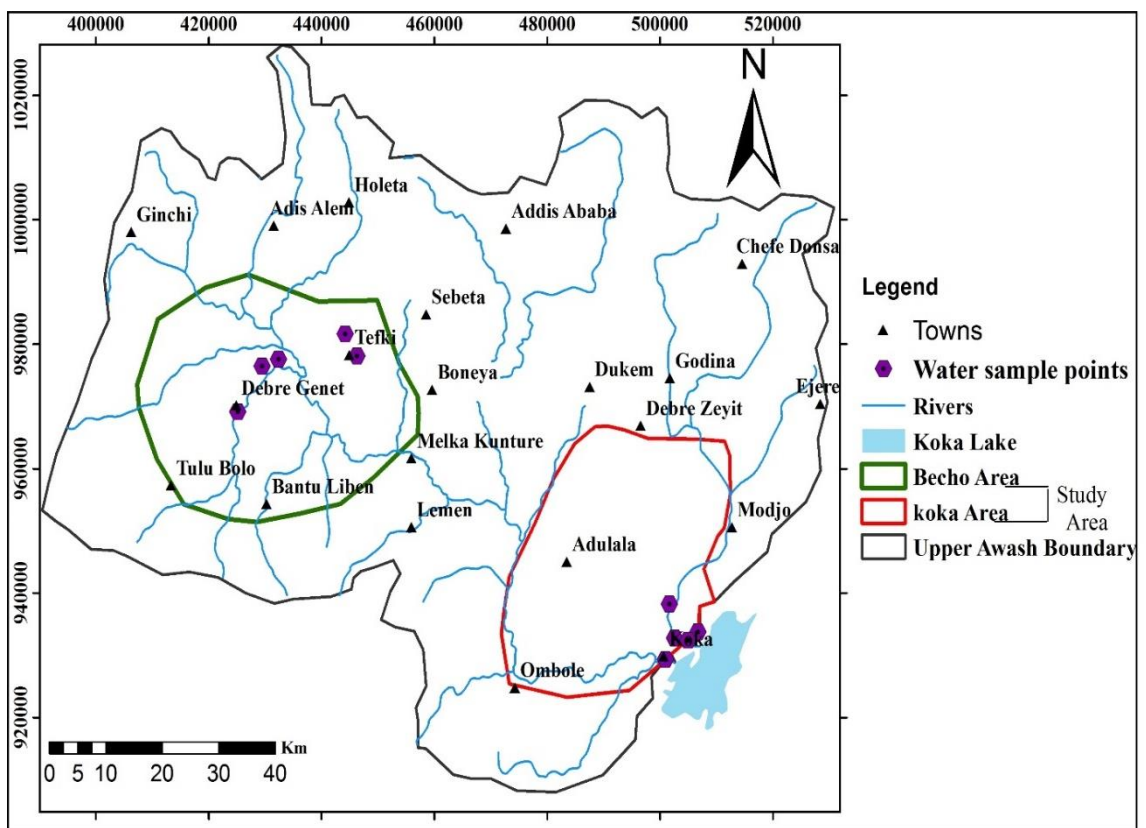 400000 420000 440000 460000 480000 500000 520000
N
1020000
1000000
980000
960000
940000
920000
Holeta
Ginchi
Adis Alem
Addis Ababa
Chefe Donsa
Sebeta
Tefki
Boneya
Dukem
Godina
Ejere
Debre Genet
Debre Zeyit
Melka Kunture
Tulu Bolo
Bantu Liben
Lemen
Modjo
Adulala
Koka
Ombole
Km
0 5 10 20 30 40
Legend
Towns
Water sample points
Rivers
Koka Lake
Becho Area
koka Area
Study
Area
Upper Awash Boundary